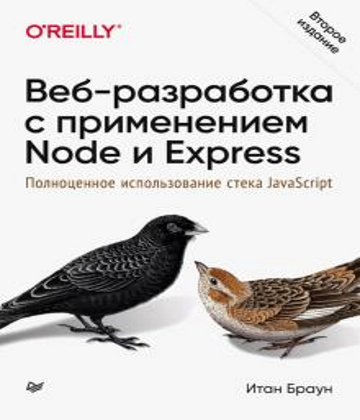 O'REILLY®
Второе
издание
Веб-разработка
с применением
Node и Express
Полноценное использование стека JavaScript
Итан Браун